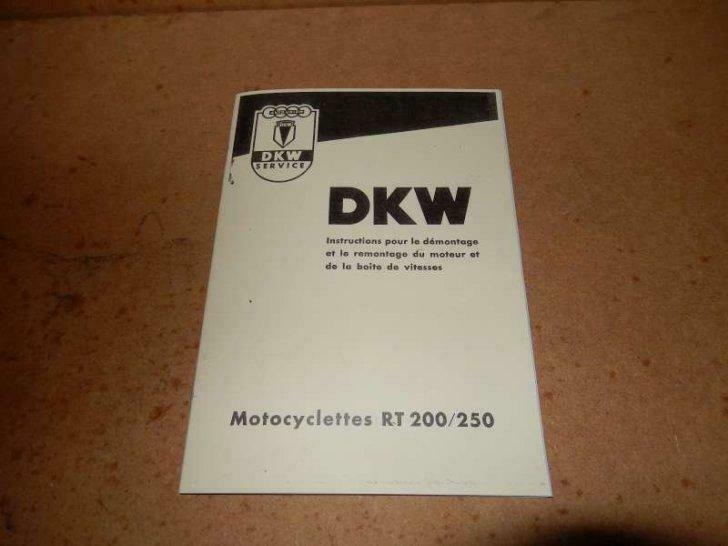 DKW
SERVICE
DKW
Instructions pour le démontage
et le remontage du moteur et
de la boite de vitesses
Motocyclettes RT 200/250